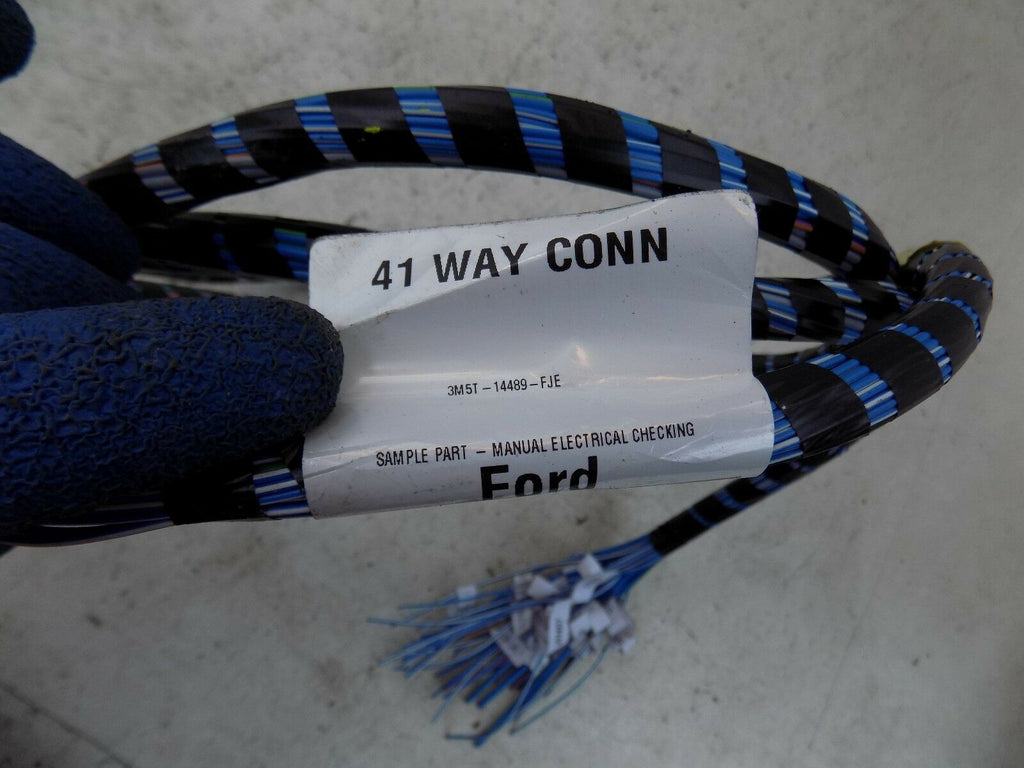 41 WAY CONN
3M5T-14489-FJE
SAMPLE PART - MANUAL ELECTRICAL CHECKING
Ford